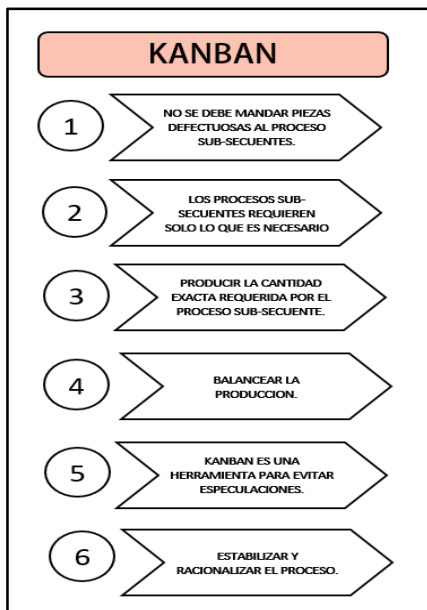 KANBAN
1
NO SE DEBE MANDAR PIEZAS
DEFECTUOSAS AL PROCESO
SUB-SECUENTES.
2
LOS PROCESOS SUB-
SECUENTES REQUIEREN
SOLO LO QUE ES NECESARIO
3
PRODUCIR LA CANTIDAD
EXACTA REQUERIDA POR EL
PROCESO SUB-SECUENTE.
4
BALANCEAR LA
PRODUCCION.
5
KANBAN ES UNA
HERRAMIENTA PARA EVITAR
ESPECULACIONES.
6
ESTABILIZAR Y
RACIONALIZAR EL PROCESO.